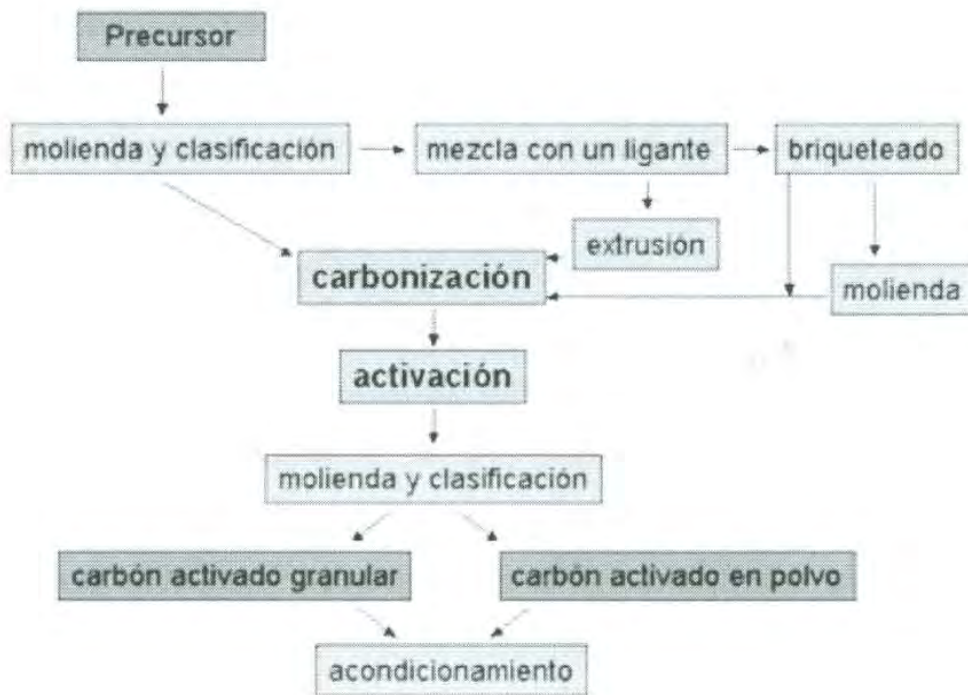 Precursor
molienda y clasificación
mezcla con un ligante
briqueteado
extrusión
carbonización
molienda
activación
molienda y clasificación
carbón activado granular
carbón activado en polvo
acondicionamiento